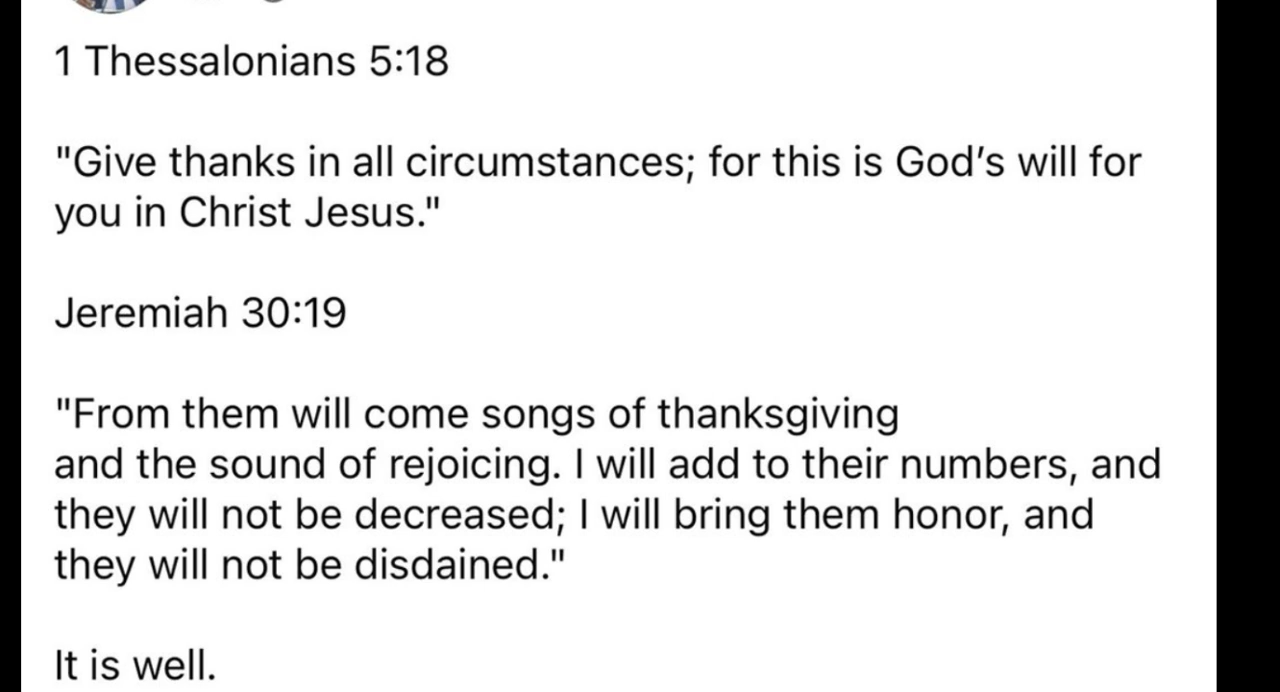 1 Thessalonians 5:18
"Give thanks in all circumstances; for this is God’s will for
you in Christ Jesus."
Jeremiah 30:19
"From them will come songs of thanksgiving
and the sound of rejoicing. I will add to their numbers, and
they will not be decreased; I will bring them honor, and
they will not be disdained."
It is well.